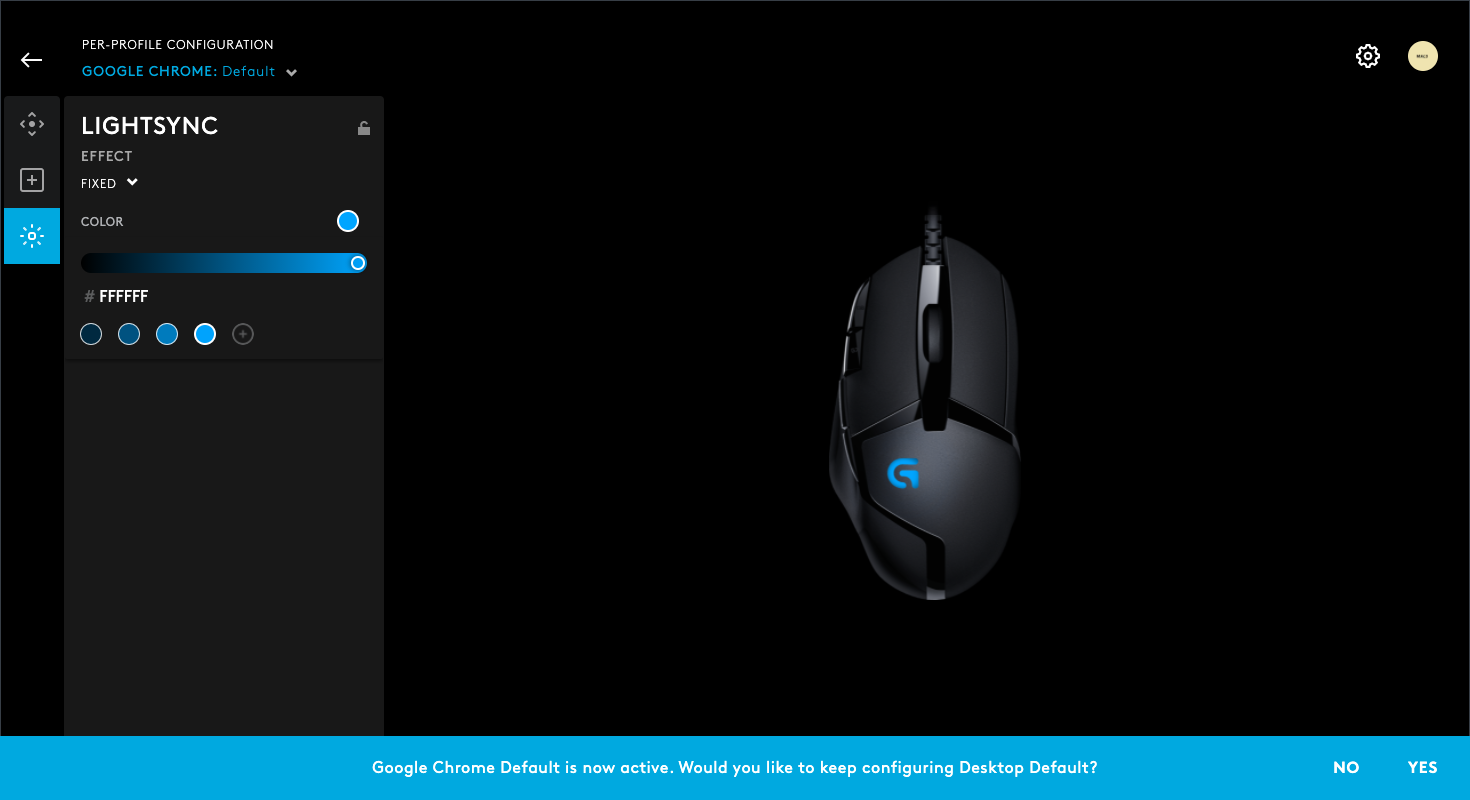 PER-PROFILE CONFIGURATION
GOOGLE CHROME: Default
LIGHTSYNC
EFFECT
FIXED
COLOR
# FFFFFF
Google Chrome Default is now active. Would you like to keep configuring Desktop Default?
NO
YES